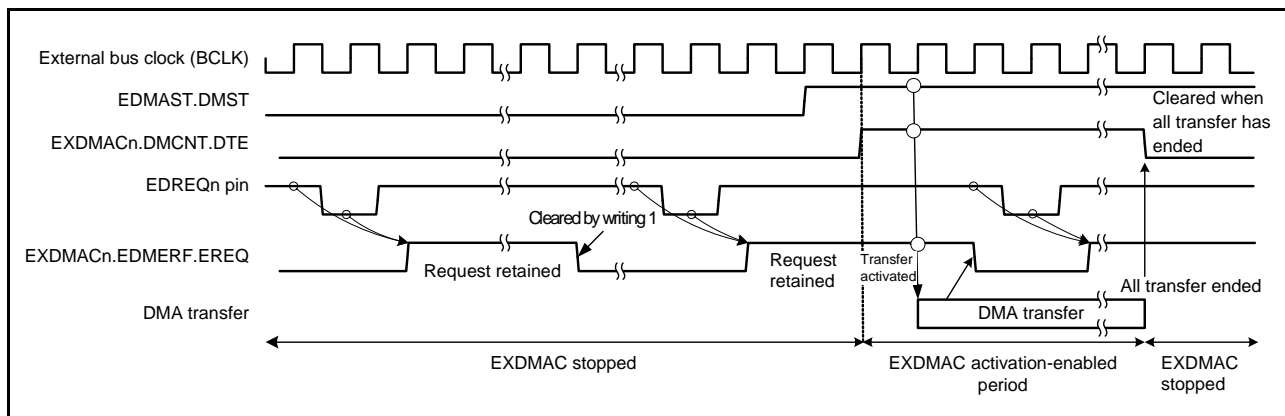 External bus clock (BCLK)
EDMAST.DMST
Cleared when
all transfer has
ended
EXDMACn.DMCNT.DTE
EDREQn pin
Cleared by writing 1
EXDMACn.EDMERF.EREQ
Request retained
Request
retained
Transfer
activated
All transfer ended
DMA transfer
DMA transfer
EXDMAC stopped
EXDMAC activation-enabled
period
EXDMAC
stopped